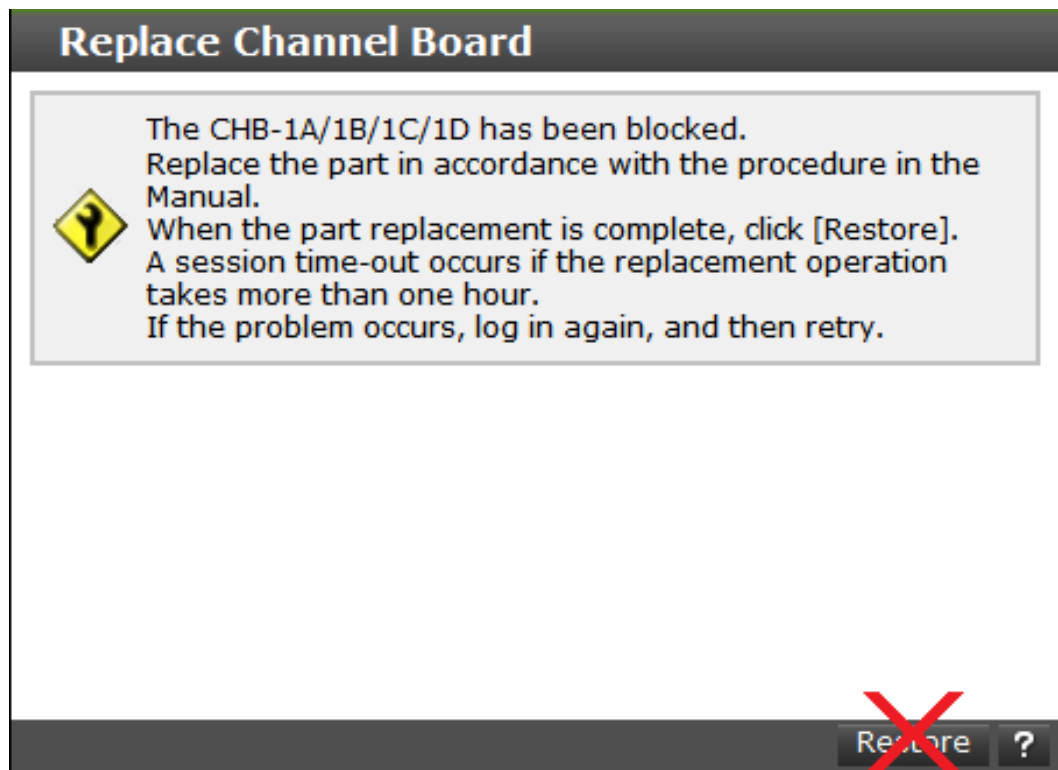 Replace Channel Board
The CHB-1A/1B/1C/1D has been blocked.
Replace the part in accordance with the procedure in the
Manual.
When the part replacement is complete, click [Restore].
A session time-out occurs if the replacement operation
takes more than one hour.
If the problem occurs, log in again, and then retry.
Restore ?